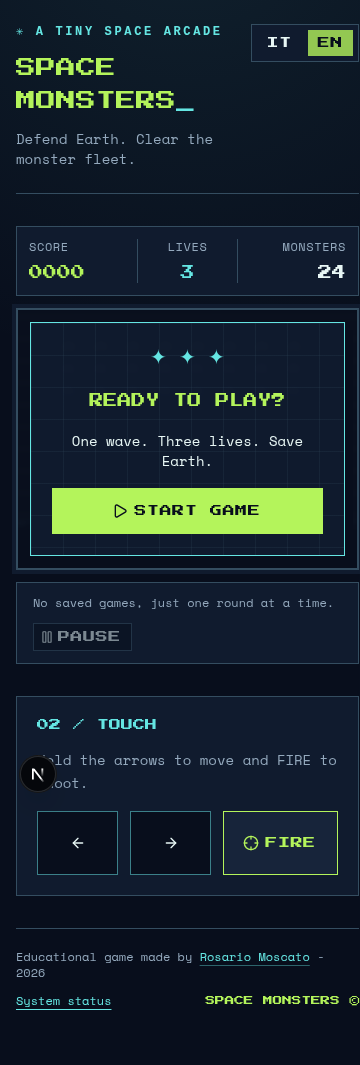 ✳ A TINY SPACE ARCADE
IT EN
SPACE
MONSTERS_
Defend Earth. Clear the
monster fleet.
SCORE LIVES MONSTERS
0000 3 24
READY TO PLAY?
One wave. Three lives. Save
Earth.
START GAME
No saved games, just one round at a time.
PAUSE
02 / TOUCH
the arrows to move and FIRE to
N
← → FIRE
Educational game made by Rosario Moscato -
2026
System status SPACE MONSTERS ©